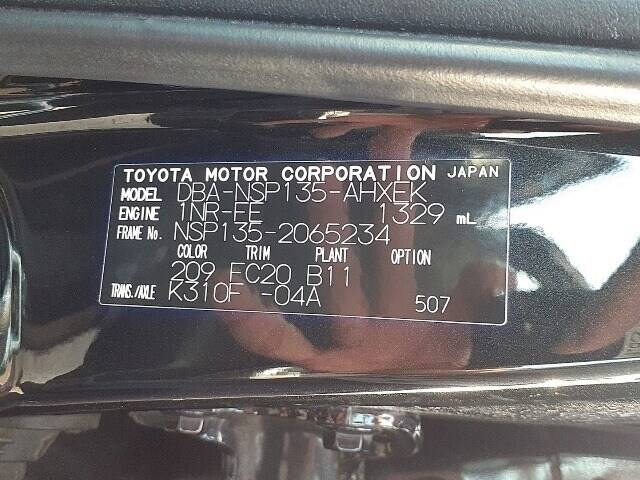 TOYOTA MOTOR CORPORATION JAPAN
MODEL DBA-NSP135-AHXEK
ENGINE 1NR-FE 1329 mL
FRAME No. NSP135-2065234
COLOR TRIM PLANT OPTION
209 FC20 B11
TRANS./AXLE K310F -04A
507